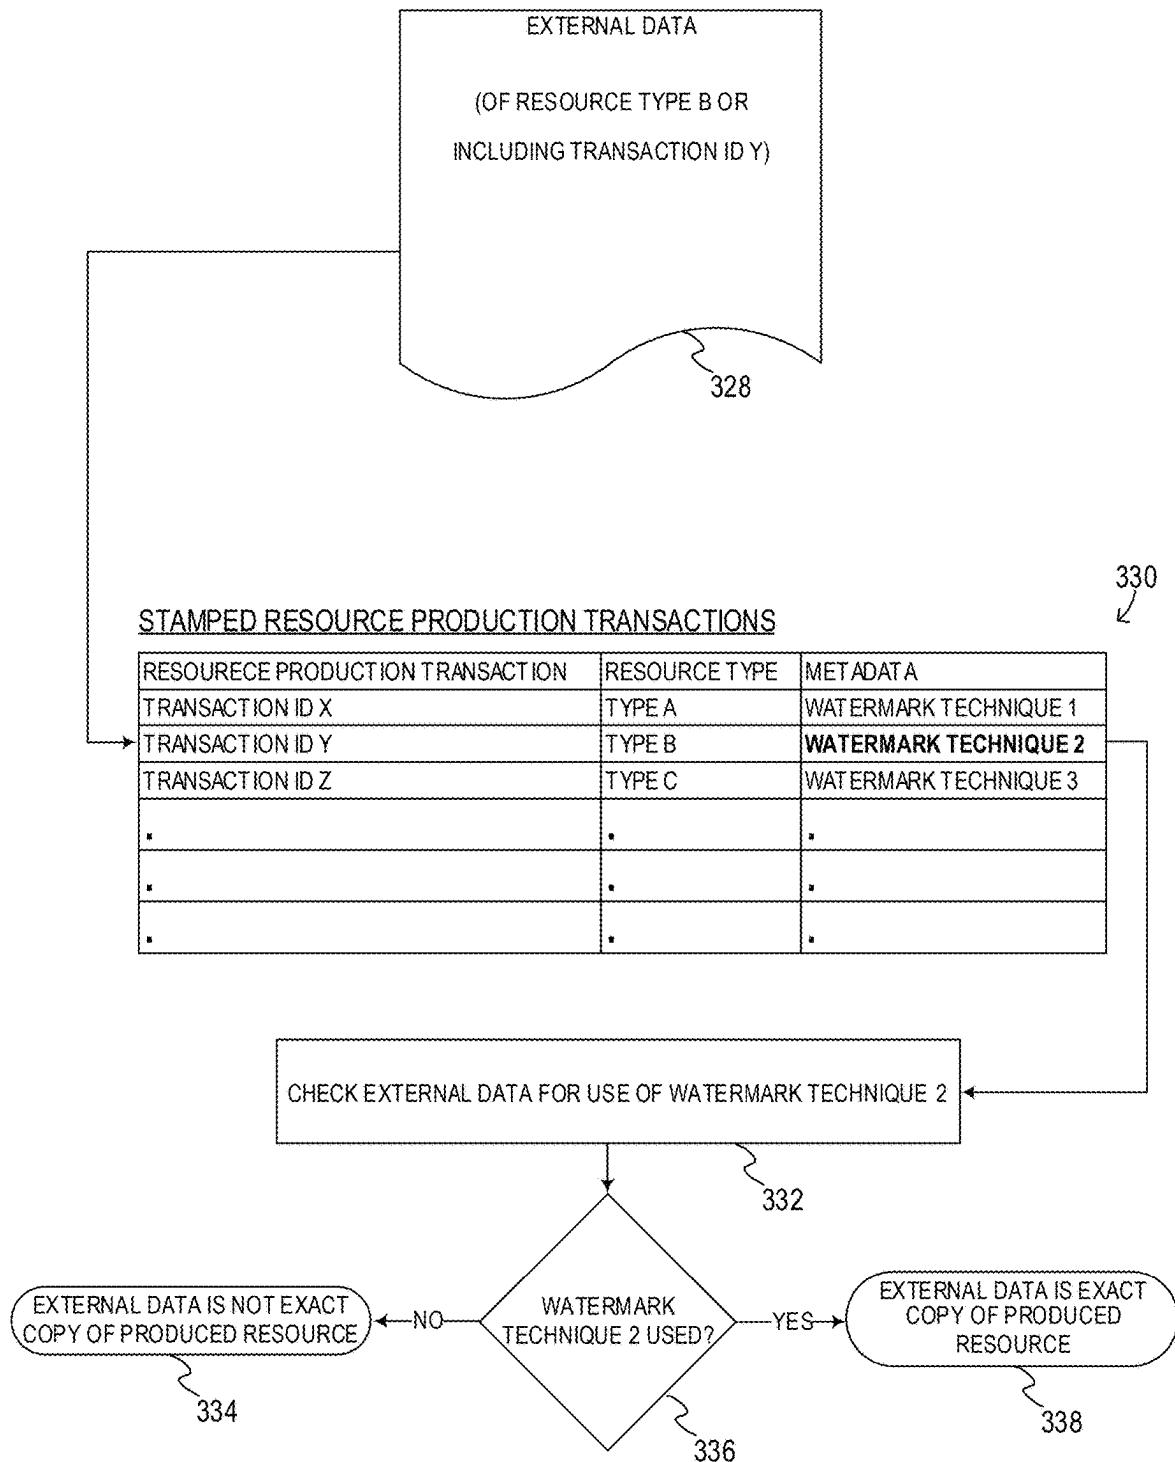 EXTERNAL DATA
(OF RESOURCE TYPE B OR
INCLUDING TRANSACTION ID Y)
328
330
STAMPED RESOURCE PRODUCTION TRANSACTIONS
RESOURECE PRODUCTION TRANSACTION RESOURCE TYPE METADATA
TRANSACTION ID X TYPE A WATERMARK TECHNIQUE 1
TRANSACTION ID Y TYPE B WATERMARK TECHNIQUE 2
TRANSACTION ID Z TYPE C WATERMARK TECHNIQUE 3
. . .
. . .
. . .
CHECK EXTERNAL DATA FOR USE OF WATERMARK TECHNIQUE 2
332
EXTERNAL DATA IS NOT EXACT
COPY OF PRODUCED RESOURCE
334
NO
WATERMARK
TECHNIQUE 2 USED?
336
YES
EXTERNAL DATA IS EXACT
COPY OF PRODUCED
RESOURCE
338